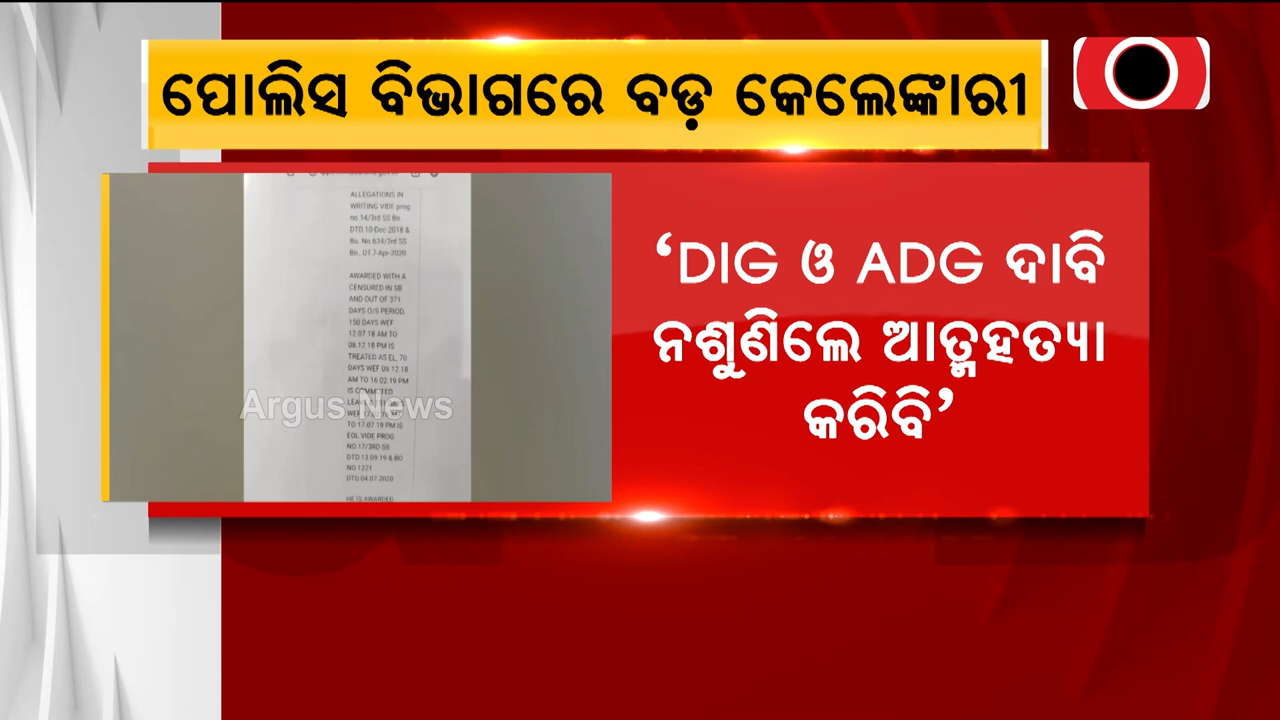 ପୋଲିସ ବିଭାଗରେ ବଡ଼ କେଳେଙ୍କାରୀ
ALLEGATIONS IN
WRITING VIDE prog
no 14/3rd SS Bn
DTD.10-Dec-2018 &
Bo. No 634/3rd SS
Bn., DT 7-Apr-2020
AWARDED WITH A
CENSURED IN SB
AND OUT OF 371
DAYS O/S PERIOD,
150 DAYS WEF
12.07.18 AM TO
08.12.18 PM IS
TREATED AS EL, 70
DAYS WEF 09.12.18
AM TO 16.02.19 PM
IS COMMUTED
TO 17.07.19 PM IS
EOL VIDE PROG
NO.17/3RD SS
DTD.13.09.19 & BO
NO.1221
DTD.04.07.2020
HE IS AWARDED
Argus News
‘DIG ଓ ADG ଦାବି
ନଶୁଣିଲେ ଆତ୍ମହତ୍ୟା
କରିବି’